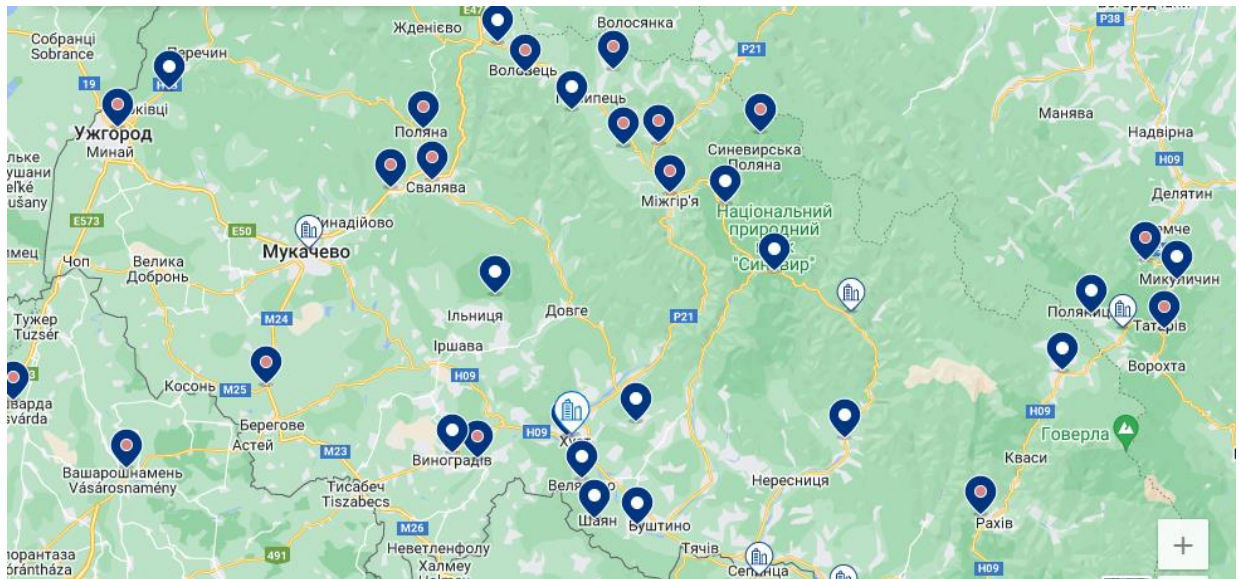 E47
Жденієво
Волосянка
P38
Собранці
Sobrance
Перечин
Воловець
P21
19
Ужгород
Минай
Поляна
Манява
Надвірна
H09
Синевирська
Поляна
Свалява
Міжгір'я
Делятин
E573
E50
Національний
природний
"Синевир"
Чоп
Велика
Добронь
Мукачево
Микуличин
Тужер
Tuzsér
M24
Ільниця
Довге
P21
Татарів
Іршава
Ворохта
Косонь
M25
H09
H09
Берегове
Астей
M23
Виноградів
H09
Хуст
Говерла
Вашарошнамень
Vásárosnamény
Тисабеч
Tiszabecs
Нересниця
Кваси
Шаян
Буштино
Рахів
M26
491
Неветленфолу
Халмеу
Тячів
H09
+